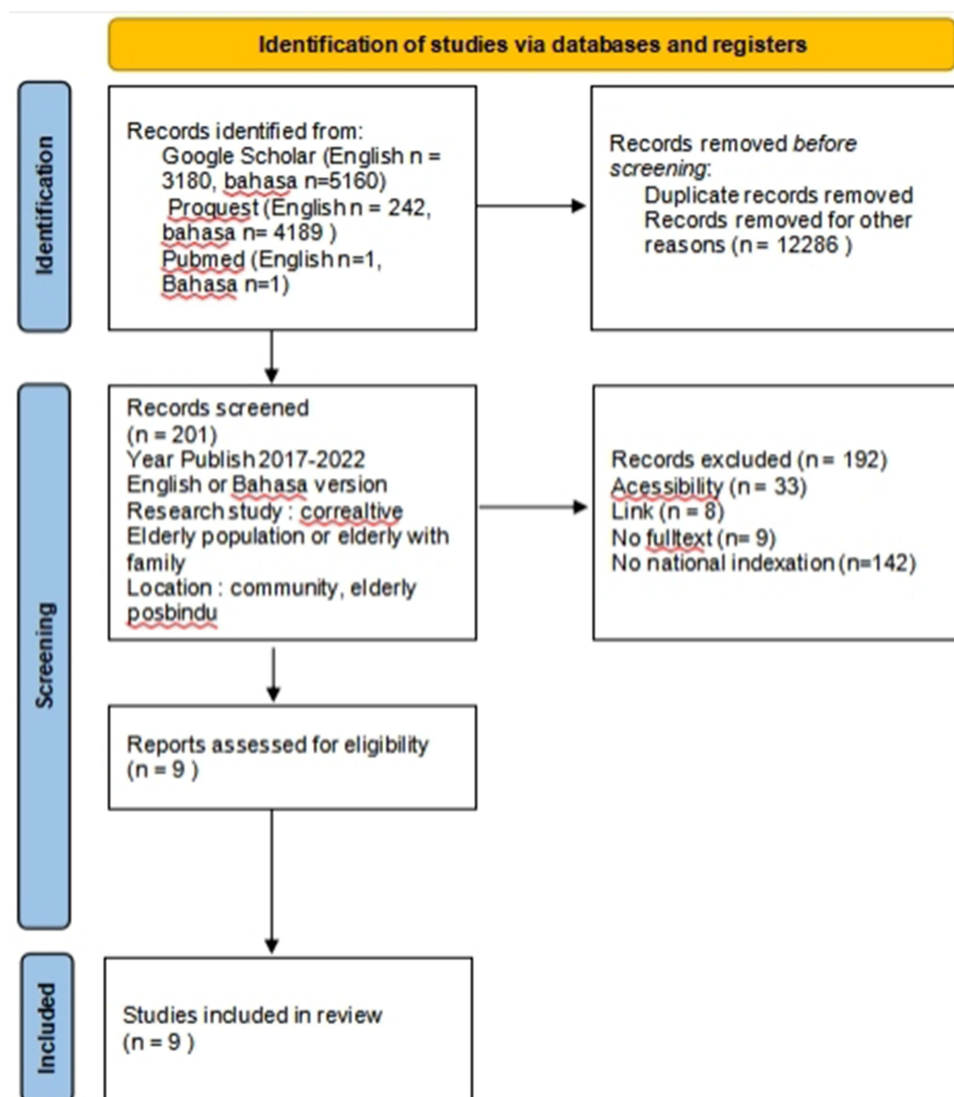 Identification of studies via databases and registers
Identification
Records identified from:
Google Scholar (English n =
3180, bahasa n=5160)
Proquest (English n = 242,
bahasa n= 4189 )
Pubmed (English n=1,
Bahasa n=1)
Records removed before
screening:
Duplicate records removed
Records removed for other
reasons (n = 12286 )
Screening
Records screened
(n = 201)
Year Publish 2017-2022
English or Bahasa version
Research study : correaltive
Elderly population or elderly with
family
Location : community, elderly
posbindu
Records excluded (n = 192)
Acessibility (n = 33)
Link (n = 8)
No fulltext (n= 9)
No national indexation (n=142)
Reports assessed for eligibility
(n = 9 )
Included
Studies included in review
(n = 9 )